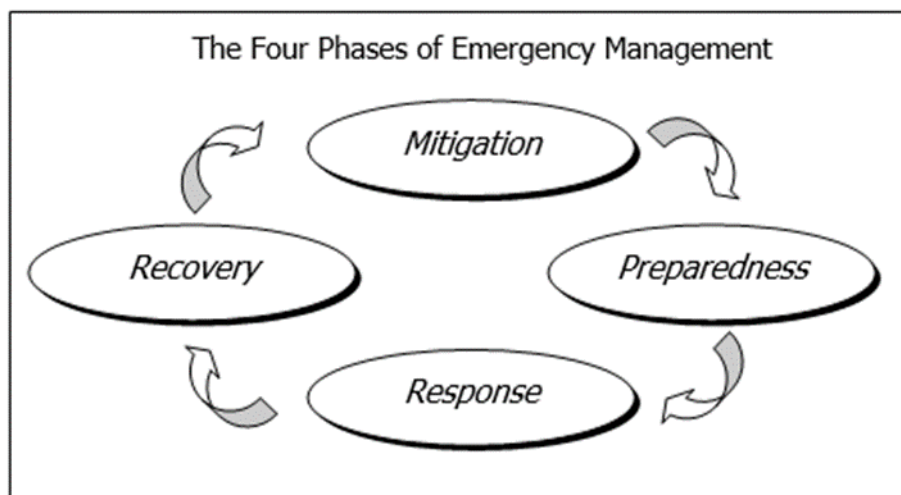 The Four Phases of Emergency Management
Mitigation
Recovery
Preparedness
Response